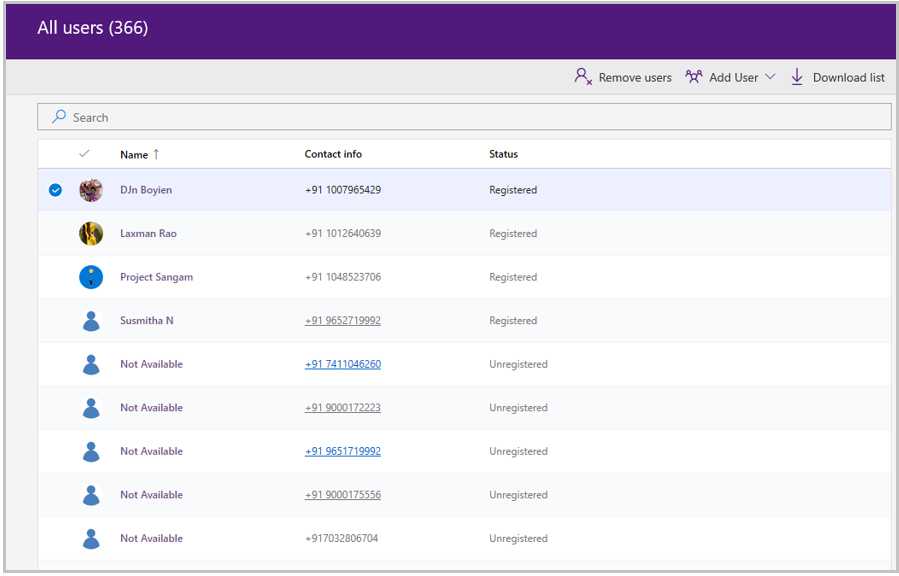 All users (366)
Remove users Add User Download list
Search
Name ↑ Contact info Status
DJn Boyien +91 1007965429 Registered
Laxman Rao +91 1012640639 Registered
Project Sangam +91 1048523706 Registered
Susmitha N +91 9652719992 Registered
Not Available +91 7411046260 Unregistered
Not Available +91 9000172223 Unregistered
Not Available +91 9651719992 Unregistered
Not Available +91 9000175556 Unregistered
Not Available +917032806704 Unregistered